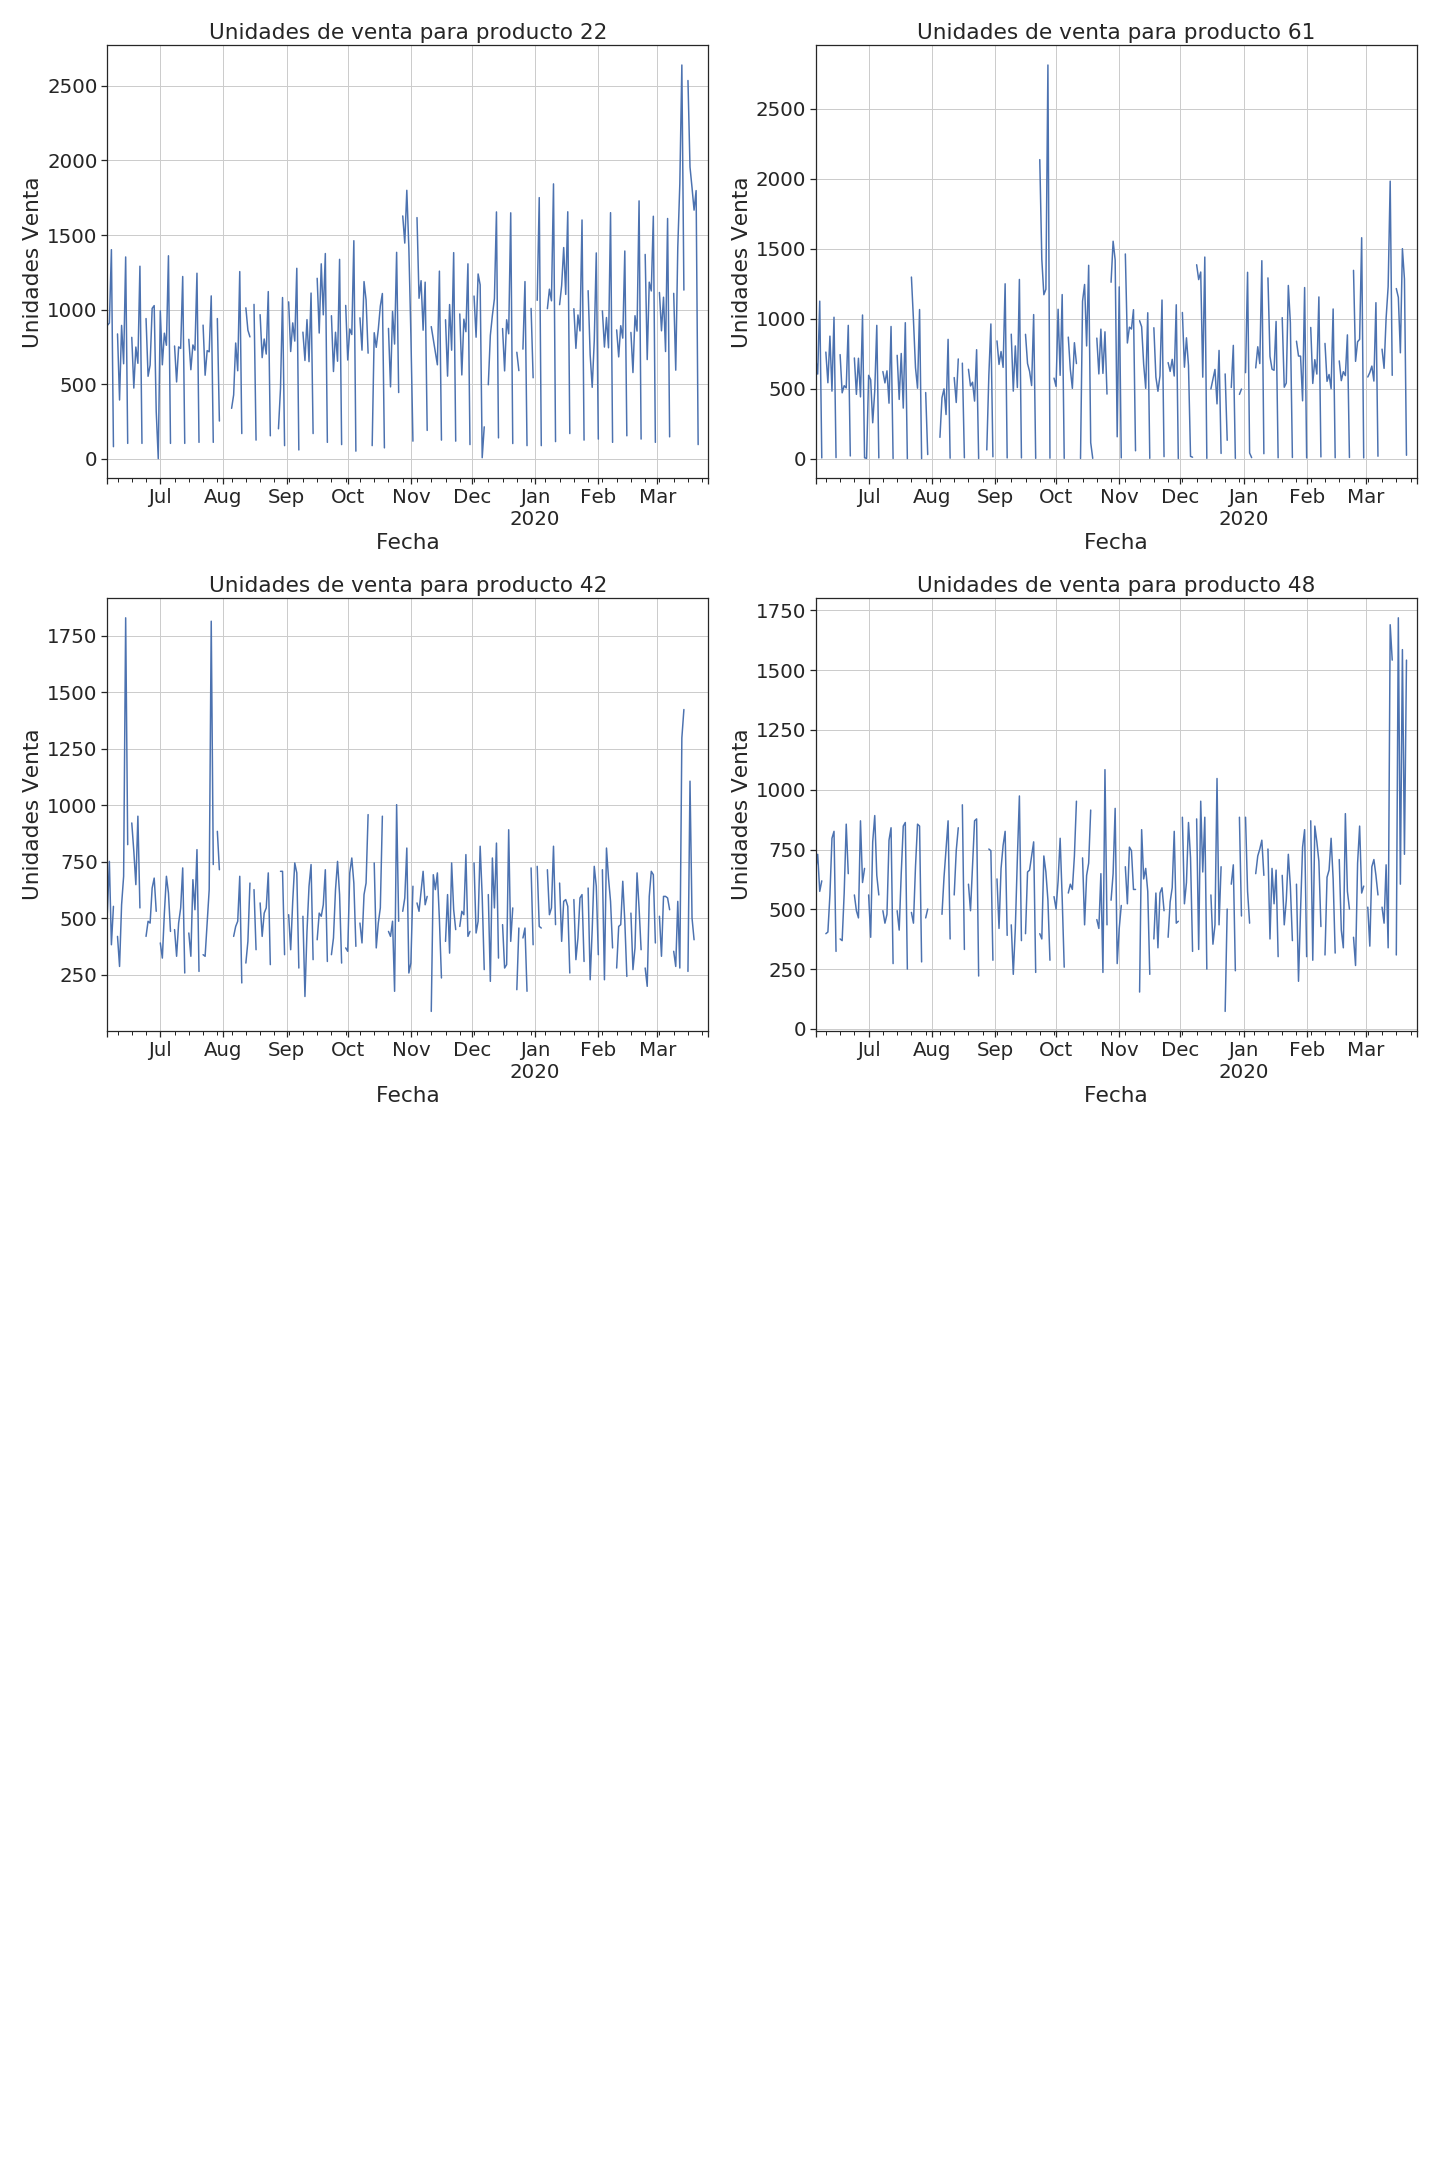 Unidades de venta para producto 22
Unidades Venta
2500
2000
1500
1000
500
0
Jul Aug Sep Oct Nov Dec Jan Feb Mar
2020
Fecha
Unidades de venta para producto 61
Unidades Venta
2500
2000
1500
1000
500
0
Jul Aug Sep Oct Nov Dec Jan Feb Mar
2020
Fecha
Unidades de venta para producto 42
Unidades Venta
1750
1500
1250
1000
750
500
250
Jul Aug Sep Oct Nov Dec Jan Feb Mar
2020
Fecha
Unidades de venta para producto 48
Unidades Venta
1750
1500
1250
1000
750
500
250
0
Jul Aug Sep Oct Nov Dec Jan Feb Mar
2020
Fecha